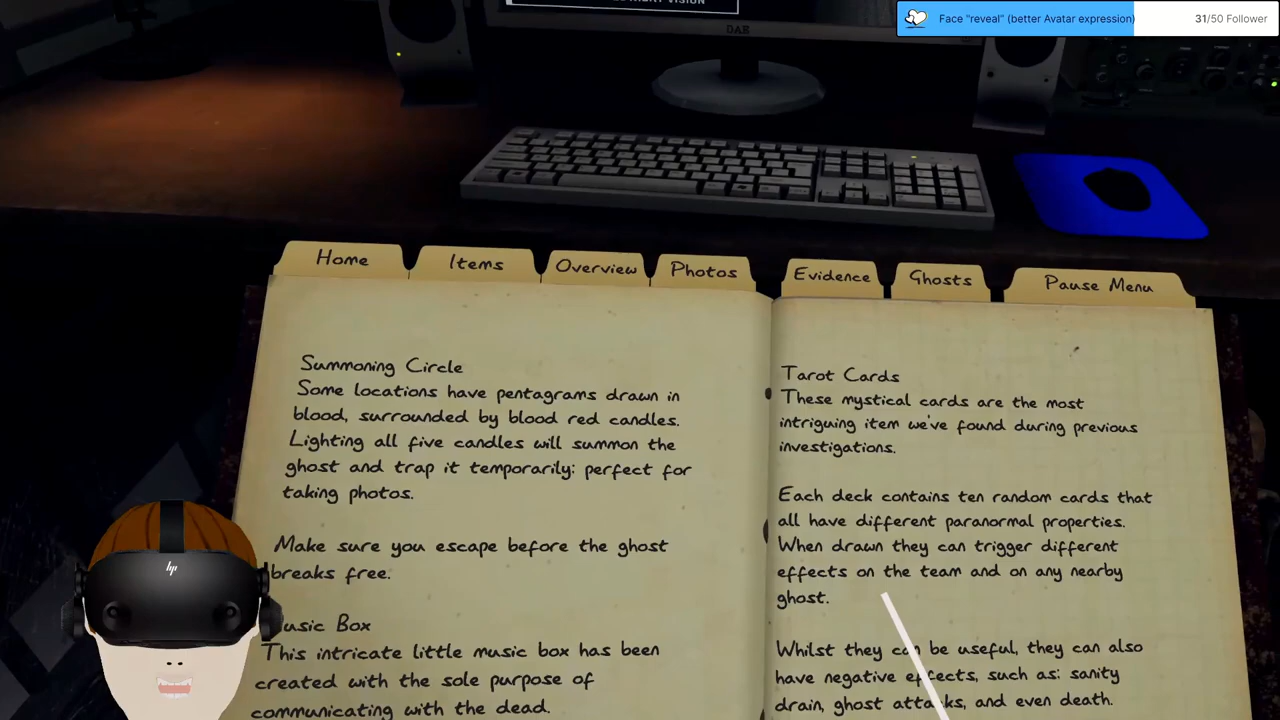 Face "reveal" (better Avatar expression)
31/50 Follower
DAE
Home
Items
Overview
Photos
Evidence
Ghosts
Pause Menu
Summoning Circle
Some locations have pentagrams drawn in
blood, surrounded by blood red candles.
Lighting all five candles will summon the
ghost and trap it temporarily: perfect for
taking photos.
Make sure you escape before the ghost
breaks free.
usic Box
This intricate little music box has been
created with the sole purpose of
communicating with the dead.
Tarot Cards
These mystical cards are the most
intriguing item we've found during previous
investigations.
Each deck contains ten random cards that
all have different paranormal properties.
When drawn they can trigger different
effects on the team and on any nearby
ghost.
Whilst they can be useful, they can also
have negative effects, such as: sanity
drain, ghost attacks, and even death.
hp